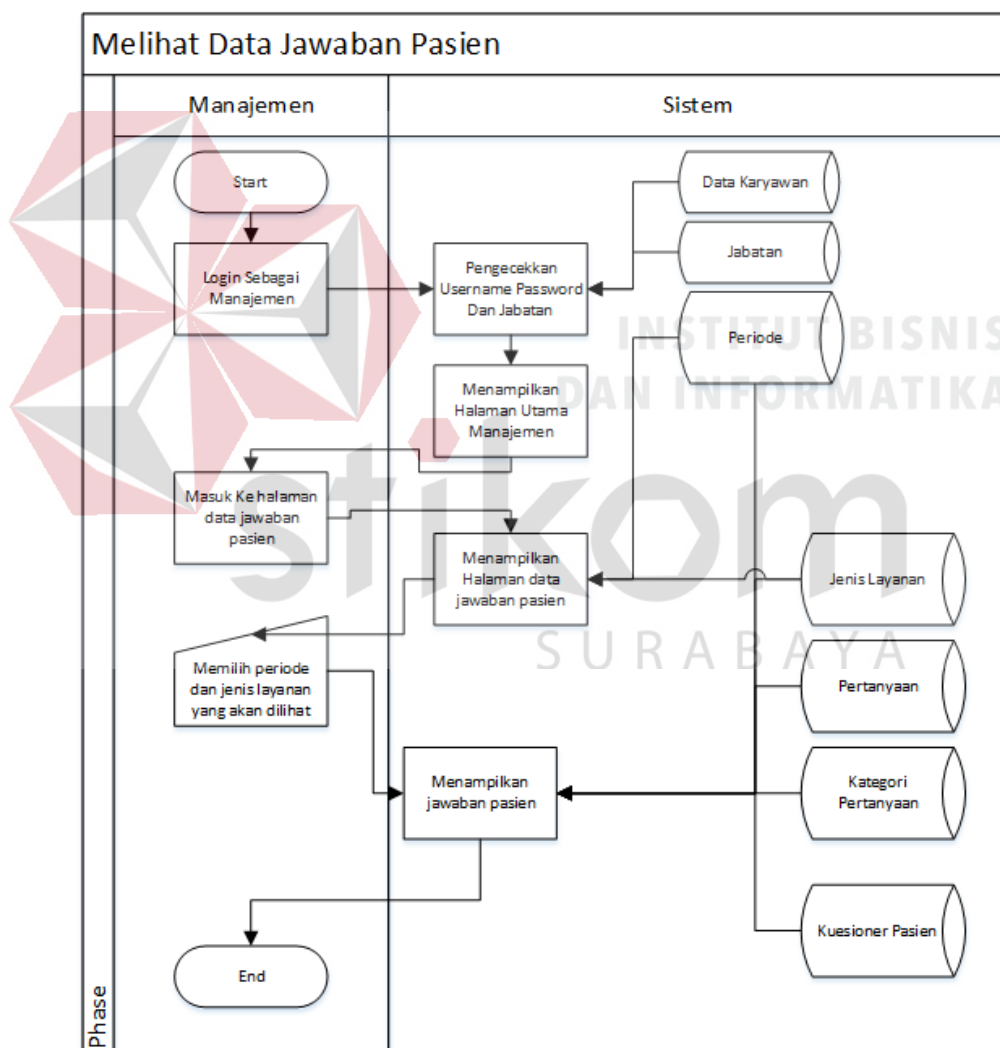 Melihat Data Jawaban Pasien
Manajemen
Sistem
Start
Data Karyawan
Login Sebagai
Manajemen
Pengecekkan
Username Password
Dan Jabatan
Jabatan
Periode
INSTITUT BISNIS
DAN INFORMATIKA
Menampilkan
Halaman Utama
Manajemen
stikom
SURABAYA
Masuk Kehalaman
data jawaban
pasien
Menampilkan
Halaman data
jawaban pasien
Jenis Layanan
Memilih periode
dan jenis layanan
yang akan dilihat
Pertanyaan
Menampilkan
jawaban pasien
Kategori
Pertanyaan
Kuesioner Pasien
End
Phase